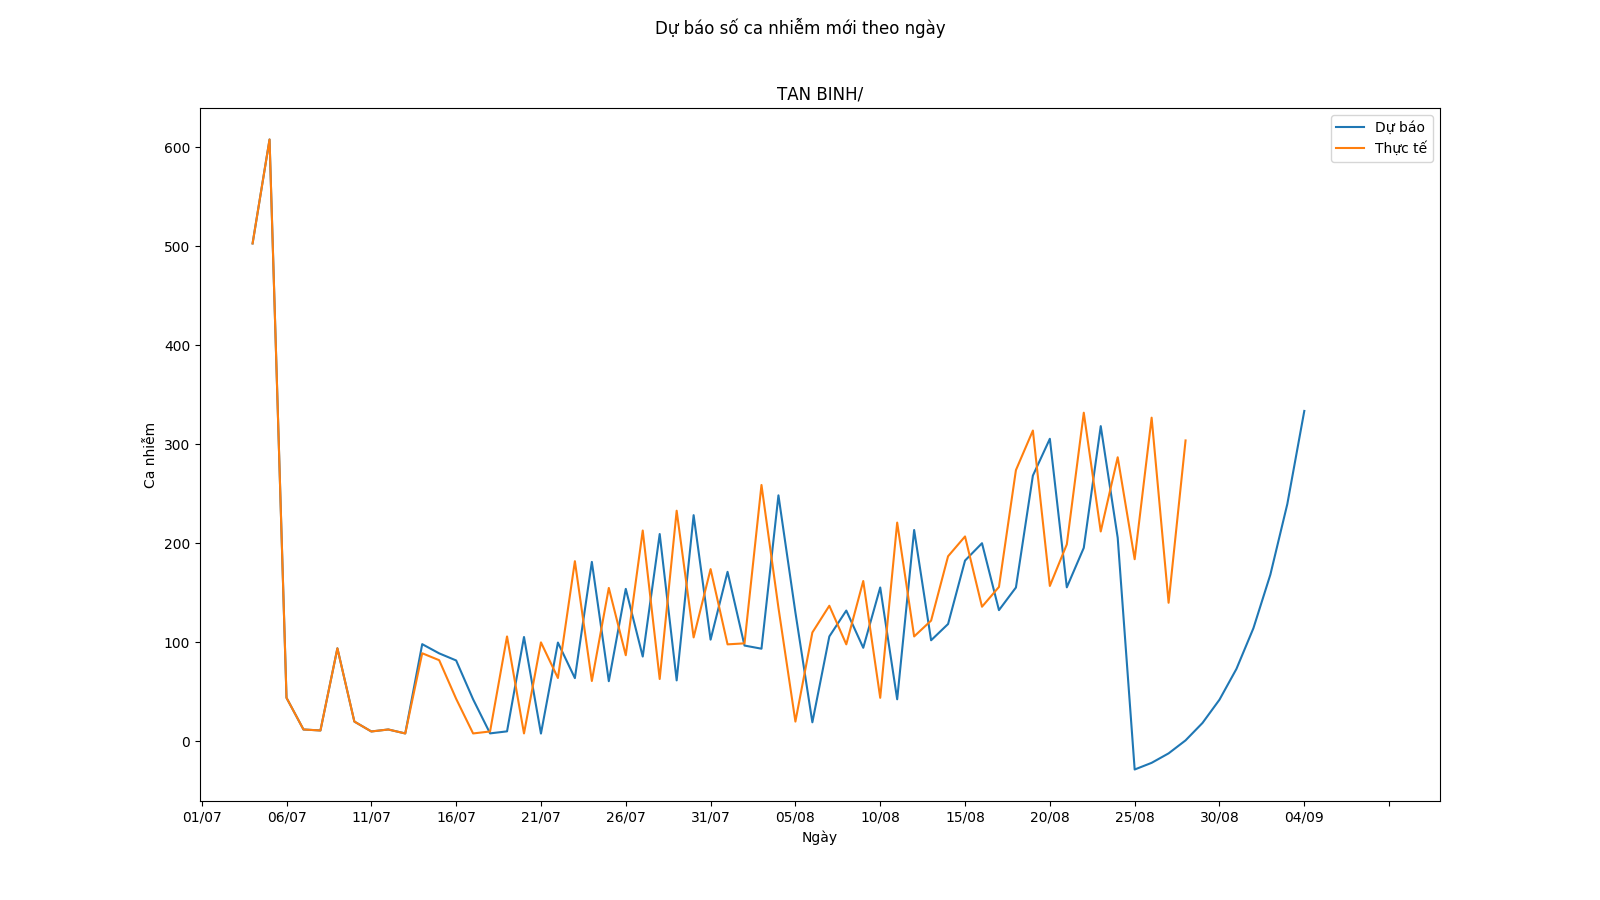 Dự báo số ca nhiễm mới theo ngày
TAN BINH/
Dự báo
Thực tế
600
500
400
300
200
100
0
Ca nhiễm
01/07 06/07 11/07 16/07 21/07 26/07 31/07 05/08 10/08 15/08 20/08 25/08 30/08 04/09
Ngày